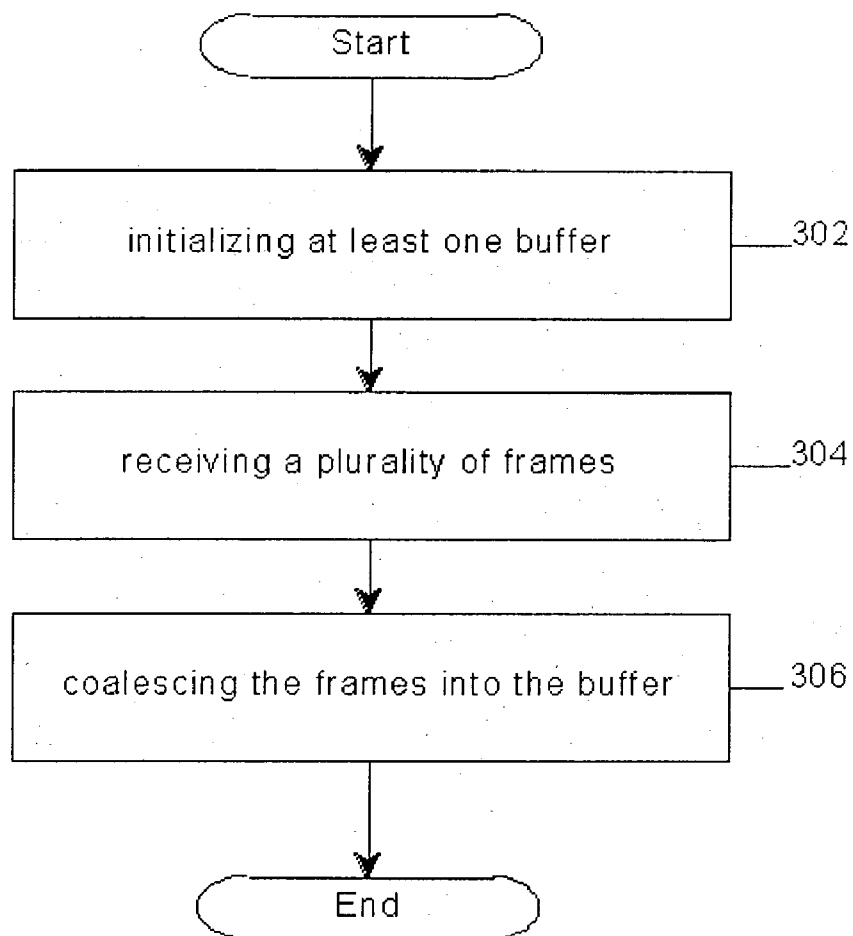 Start
initializing at least one buffer
302
receiving a plurality of frames
304
coalescing the frames into the buffer
306
End